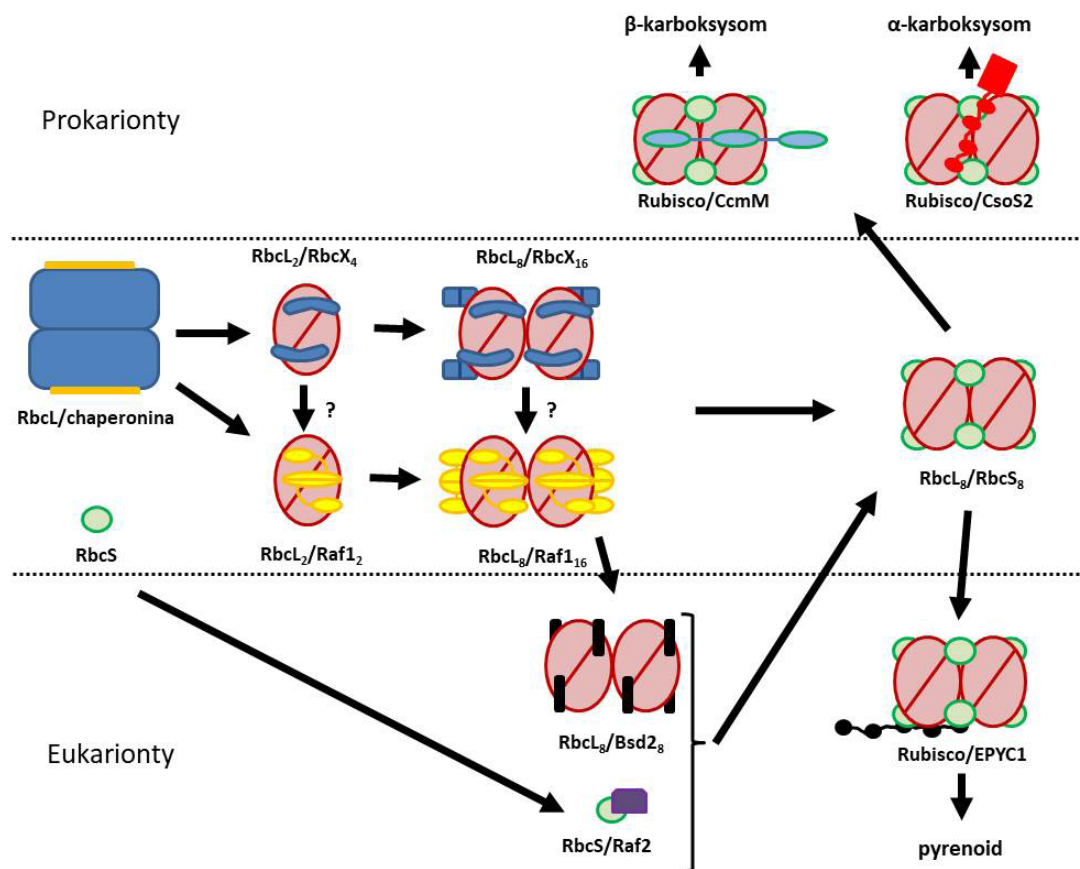 β-karboksysom
α-karboksysom
Prokarionty
Rubisco/CcmM
Rubisco/CsoS2
RbcL₂/RbcX₄
RbcL₈/RbcX₁₆
RbcL/chaperonina
?
?
RbcL₈/RbcS₈
RbcS
RbcL₂/Raf1₂
RbcL₈/Raf1₁₆
RbcL₈/Bsd2₈
Eukarionty
Rubisco/EPYC1
RbcS/Raf2
pyrenoid